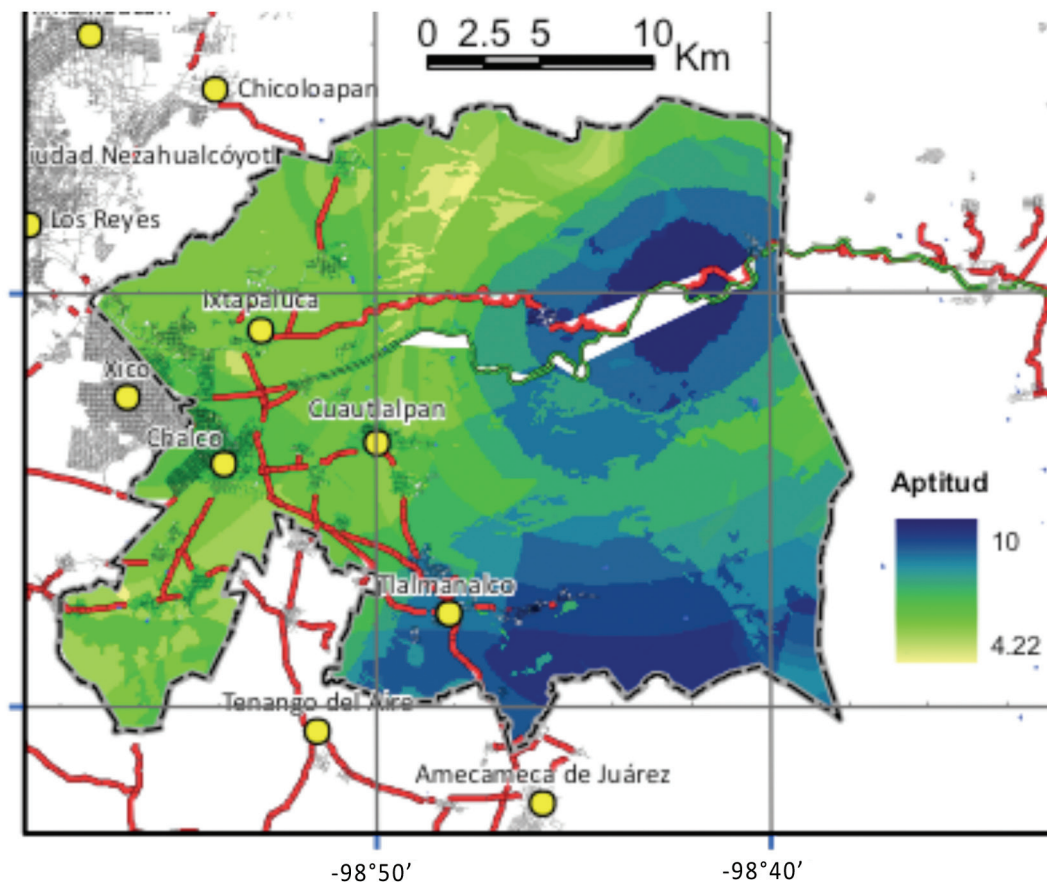 0 2.5 5 10
Km
Chicoloapan
iudad Nezahualcóyotl
Los Reyes
Ixtapaluca
Xico
Cuautlalpan
Chalco
Aptitud
10
4.22
Tlalmanalco
Tenango del Aire
Amecameca de Juárez
-98°50’
-98°40’